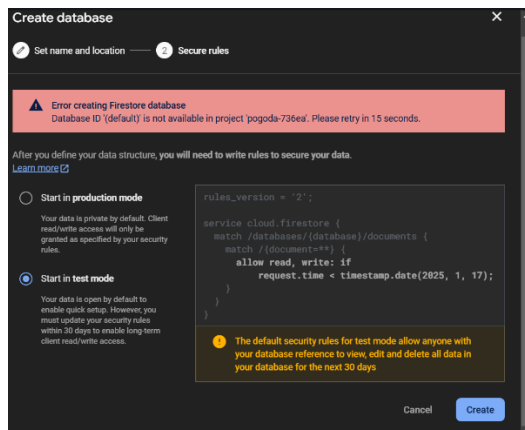 Create database
Set name and location
2 Secure rules
Error creating Firestore database
Database ID '(default)' is not available in project 'pogoda-736ea'. Please retry in 15 seconds.
After you define your data structure, you will need to write rules to secure your data.
Learn more
Start in production mode
Your data is private by default. Client
read/write access will only be
granted as specified by your security
rules.
Start in test mode
Your data is open by default to
enable quick setup. However, you
must update your security rules
within 30 days to enable long-term
client read/write access.
rules_version = '2';
service cloud.firestore {
match /databases/{database}/documents {
match /{document=**} {
allow read, write: if
request.time < timestamp.date(2025, 1, 17);
}
}
}
The default security rules for test mode allow anyone with
your database reference to view, edit and delete all data in
your database for the next 30 days
Cancel
Create